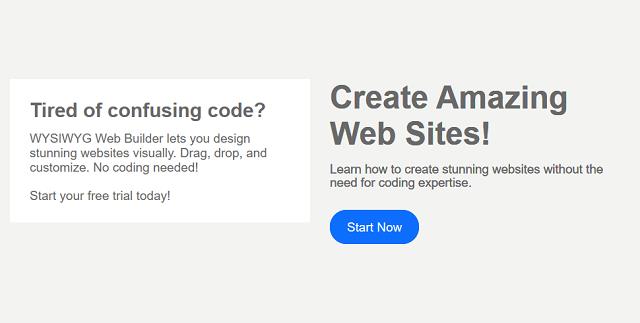 Tired of confusing code?
WYSIWYG Web Builder lets you design
stunning websites visually. Drag, drop, and
customize. No coding needed!
Start your free trial today!
Create Amazing
Web Sites!
Learn how to create stunning websites without the
need for coding expertise.
Start Now